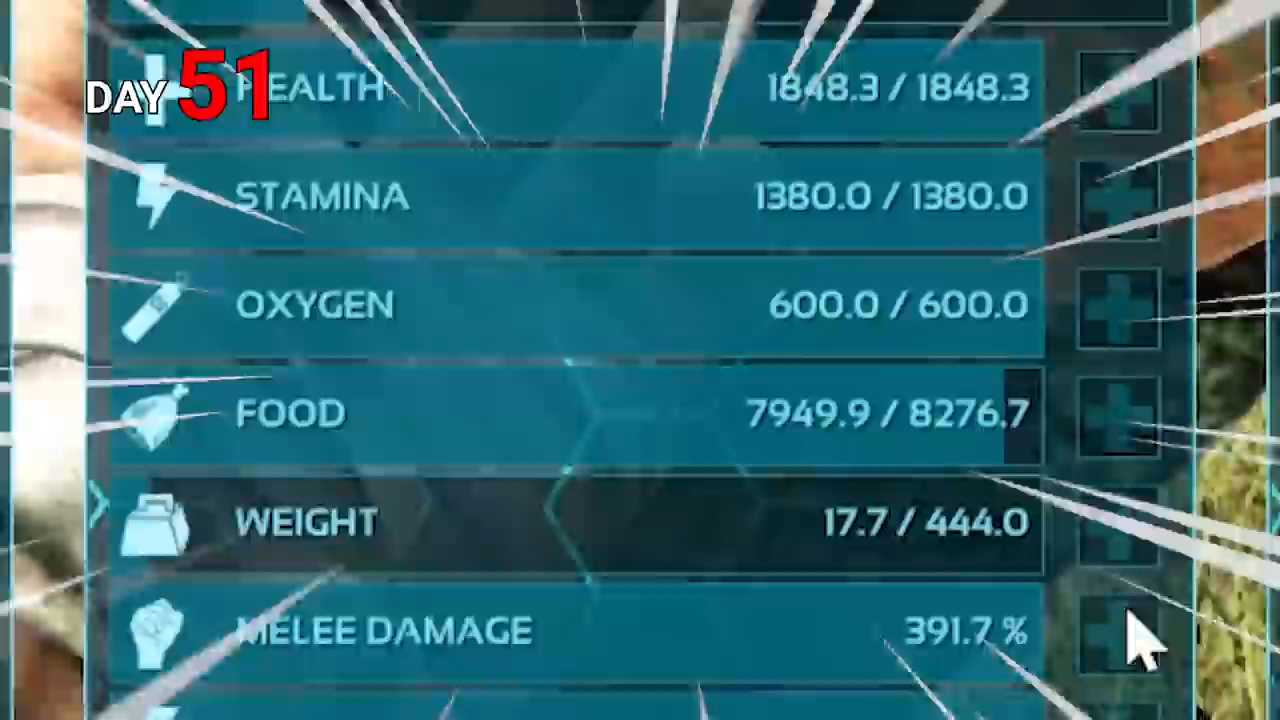 DAY 51
HEALTH 1848.3 / 1848.3
STAMINA 1380.0 / 1380.0
OXYGEN 600.0 / 600.0
FOOD 7949.9 / 8276.7
WEIGHT 17.7 / 444.0
MELEE DAMAGE 391.7 %